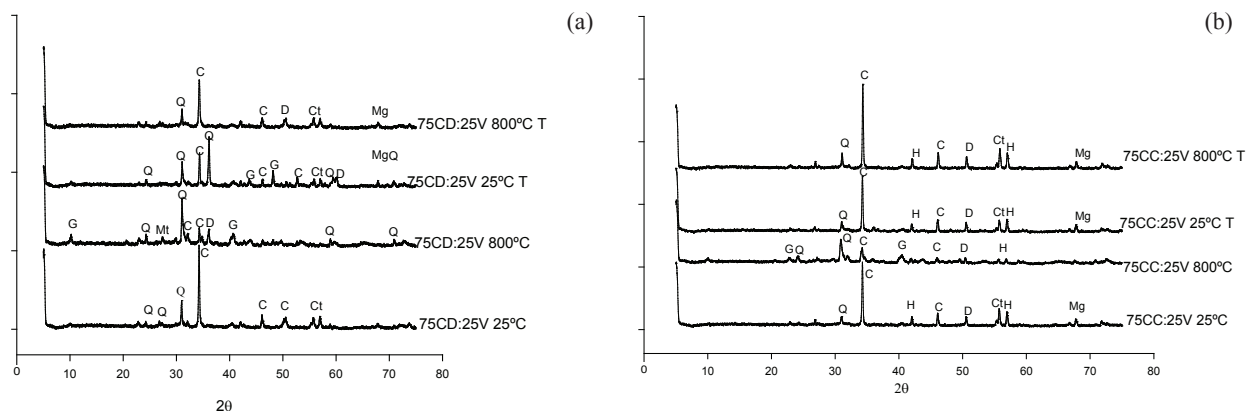 (a)
C
Q
C
D
Ct
Mg
75CD:25V 800ºC T
Q
Q
Q
C
G
C
G
C
Ct
Q
D
Mg
Q
75CD:25V 25ºC T
G
Q
Mt
Q
C
C
D
G
Q
Q
75CD:25V 800ºC
Q
Q
Q
C
C
C
Ct
75CD:25V 25ºC
0 10 20 30 40 50 60 70 80
2θ
(b)
C
Q
H
C
D
Ct
H
Mg
75CC:25V 800ºC T
C
Q
H
C
D
Ct
H
Mg
75CC:25V 25ºC T
G
Q
Q
C
G
C
D
H
75CC:25V 800ºC
C
Q
H
C
D
Ct
H
Mg
75CC:25V 25ºC
0 10 20 30 40 50 60 70 80
2θ